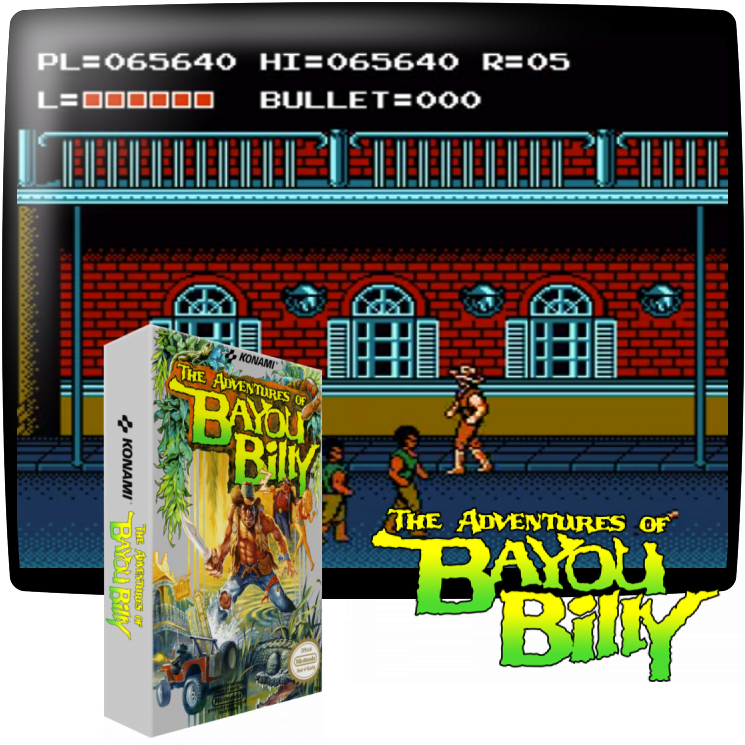 PL=065640 HI=065640 R=05
L= BULLET=000
KONAMI
THE ADVENTURES OF
BAYOU
BILLY
KONAMI
THE ADVENTURES OF
BAYOU BILLY
Nintendo
THE ADVENTURES OF
BAYOU
BILLY